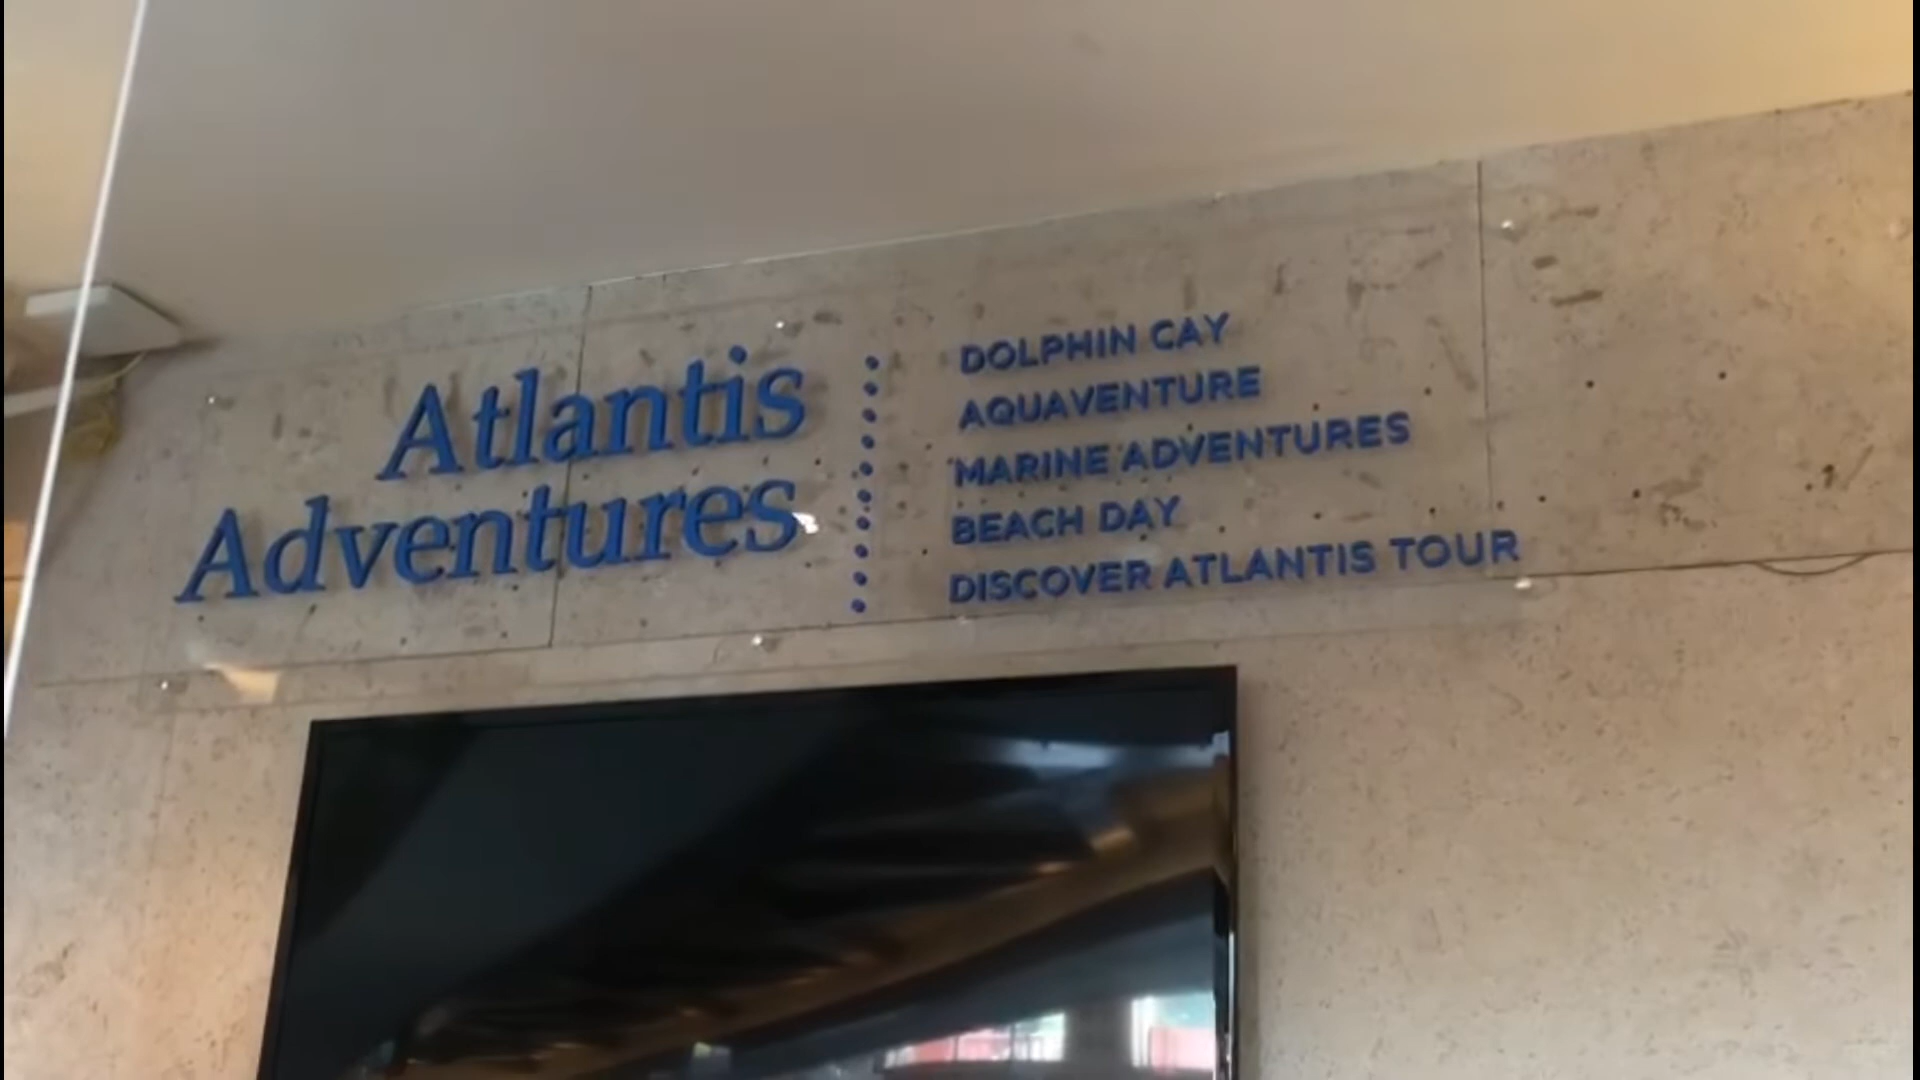 Atlantis
Adventures
DOLPHIN CAY
AQUAVENTURE
MARINE ADVENTURES
BEACH DAY
DISCOVER ATLANTIS TOUR